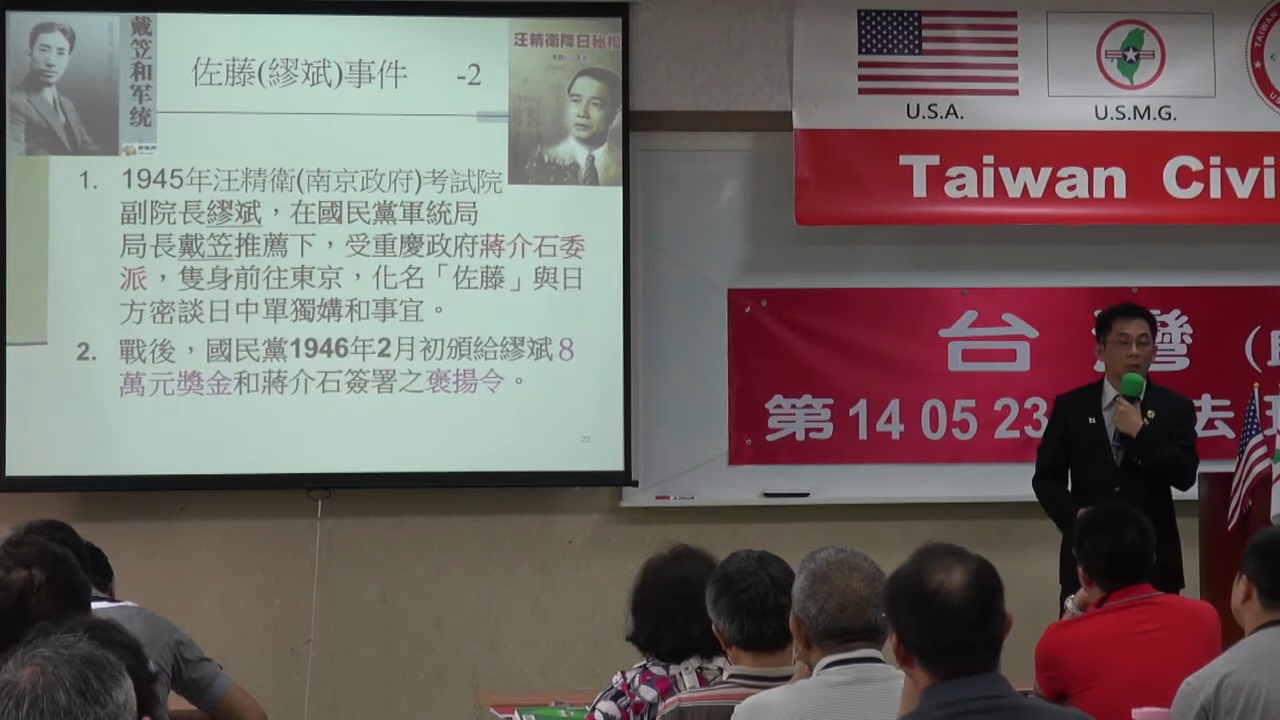 戴笠和军统
佐藤(繆斌)事件 -2
汪精衛降日秘檔
1. 1945年汪精衛(南京政府)考試院
副院長繆斌，在國民黨軍統局
局長戴笠推薦下，受重慶政府蔣介石委
派，隻身前往東京，化名「佐藤」與日
方密談日中單獨媾和事宜。
2. 戰後，國民黨1946年2月初頒給繆斌8
萬元獎金和蔣介石簽署之褒揚令。
22
U.S.A.
U.S.M.G.
Taiwan Civi
台灣
第 14 05 23
去